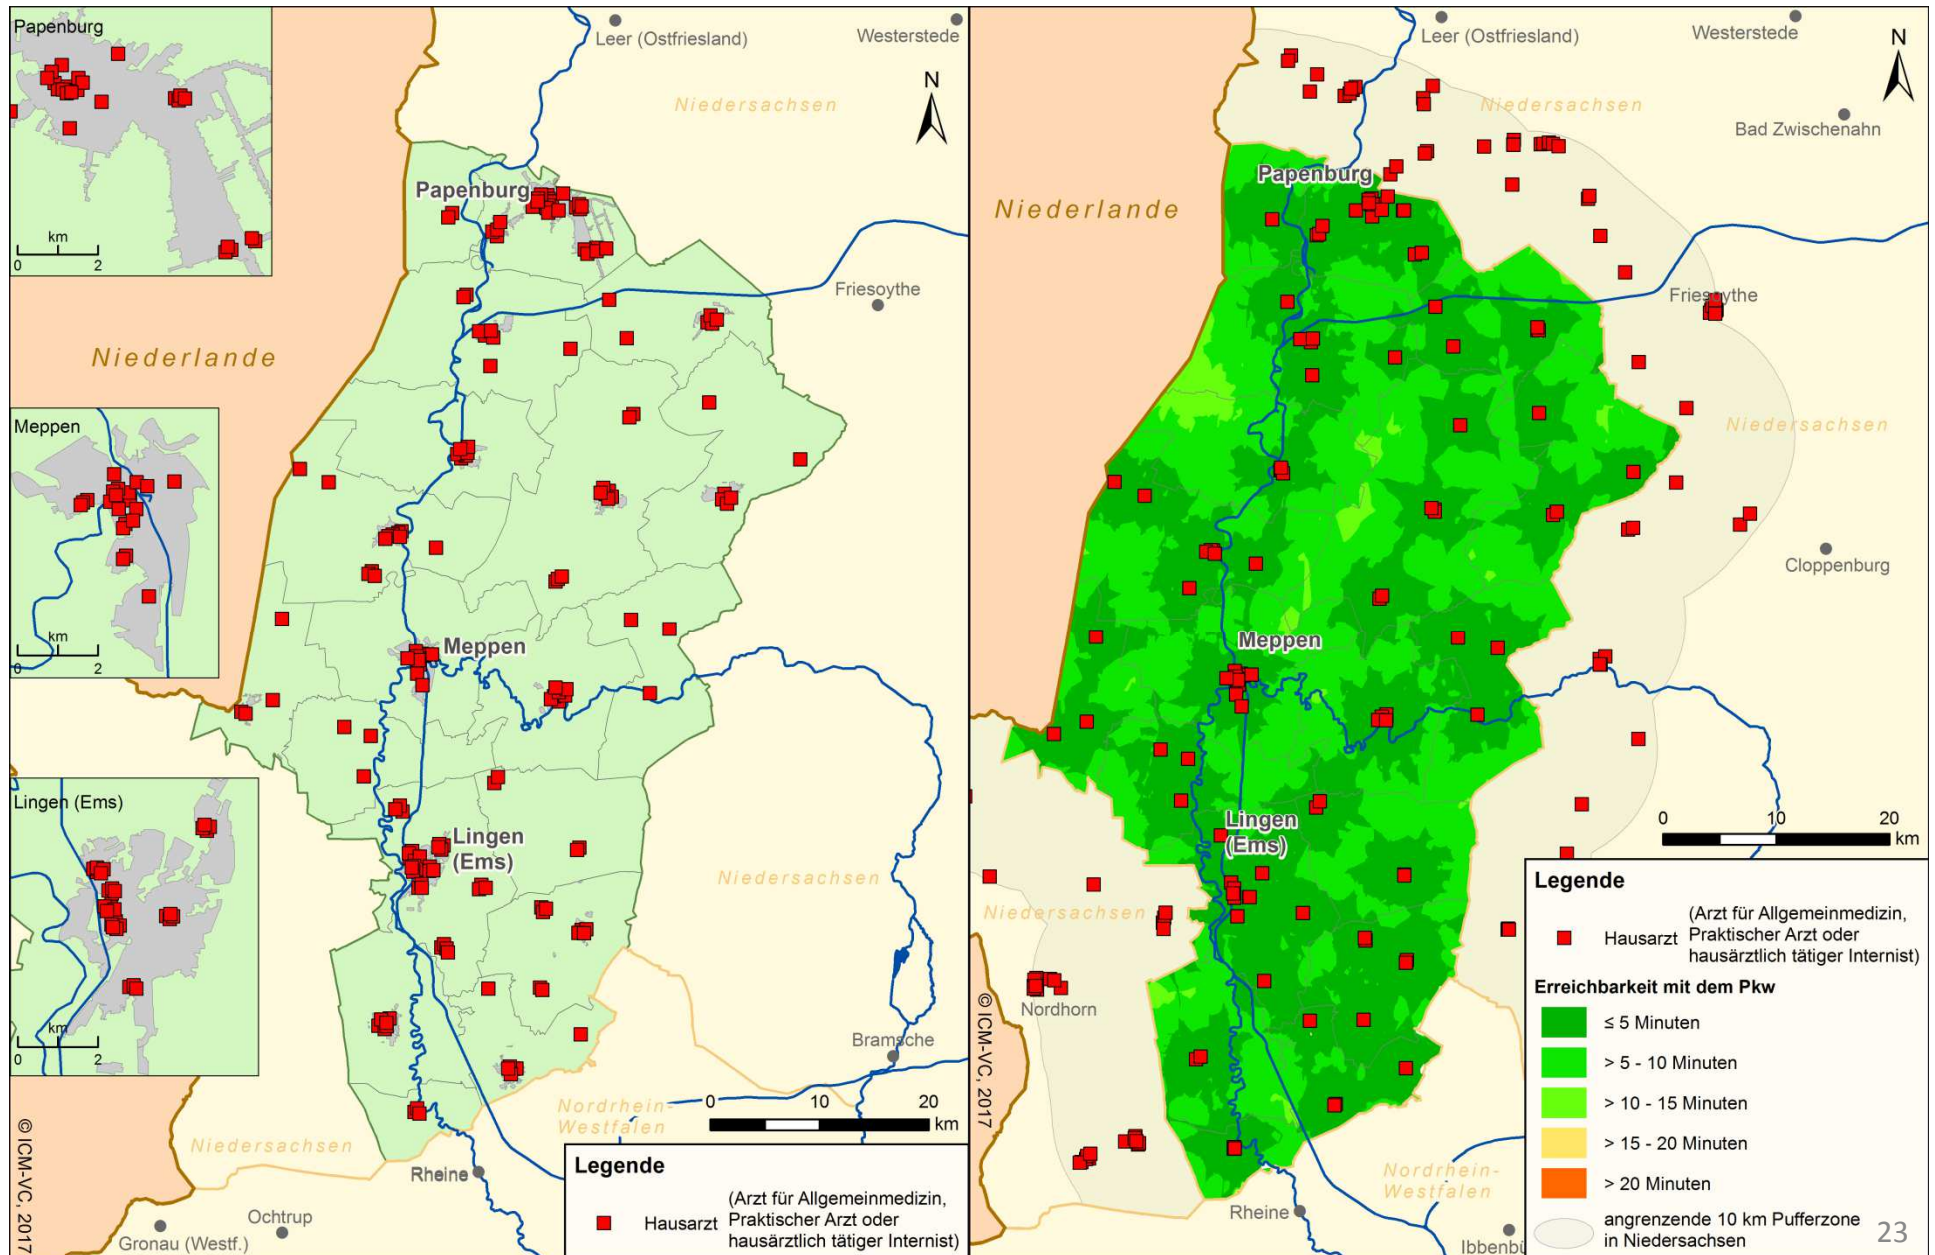 Papenburg
km
0 2
Meppen
km
0 2
Lingen (Ems)
km
0 2
Leer (Ostfriesland)
Westerstede
N
Niedersachsen
Papenburg
Friesoythe
Niederlande
Meppen
Lingen
(Ems)
Niedersachsen
Bramsche
Nordrhein-
Westfalen
0 10 20
km
Niedersachsen
Rheine
Ochtrup
Gronau (Westf.)
© ICM-VC, 2017
Legende
Hausarzt
(Arzt für Allgemeinmedizin,
Praktischer Arzt oder
hausärztlich tätiger Internist)
Leer (Ostfriesland)
Westerstede
N
Niedersachsen
Bad Zwischenahn
Papenburg
Niederlande
Friesoythe
Niedersachsen
Cloppenburg
Meppen
Lingen
(Ems)
0 10 20
km
Niedersachsen
Nordhorn
© ICM-VC, 2017
Nordrhein-
Westfalen
Rheine
Ibbenbü
Legende
Hausarzt
(Arzt für Allgemeinmedizin,
Praktischer Arzt oder
hausärztlich tätiger Internist)
Erreichbarkeit mit dem Pkw
≤ 5 Minuten
> 5 - 10 Minuten
> 10 - 15 Minuten
> 15 - 20 Minuten
> 20 Minuten
angrenzende 10 km Pufferzone
in Niedersachsen
23